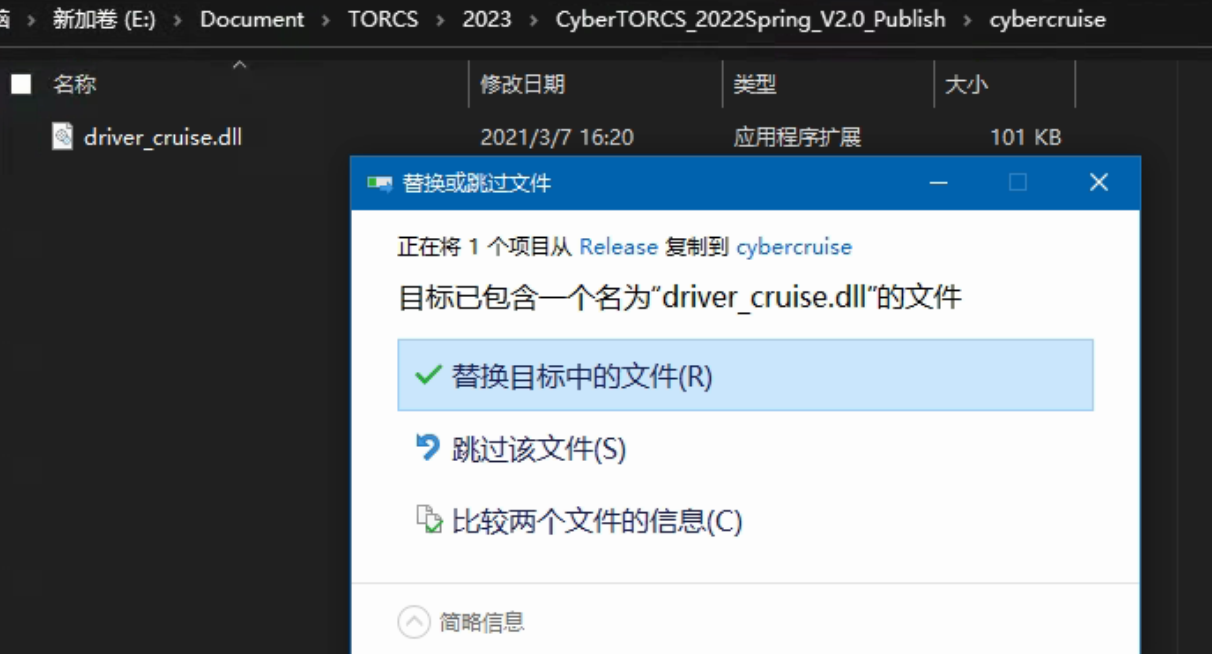 新加卷 (E:) › Document › TORCS › 2023 › CyberTORCS_2022Spring_V2.0_Publish › cybercruise
名称 修改日期 类型 大小
driver_cruise.dll 2021/3/7 16:20 应用程序扩展 101 KB
替换或跳过文件
正在将 1 个项目从 Release 复制到 cybercruise
目标已包含一个名为“driver_cruise.dll”的文件
替换目标中的文件(R)
跳过该文件(S)
比较两个文件的信息(C)
简略信息